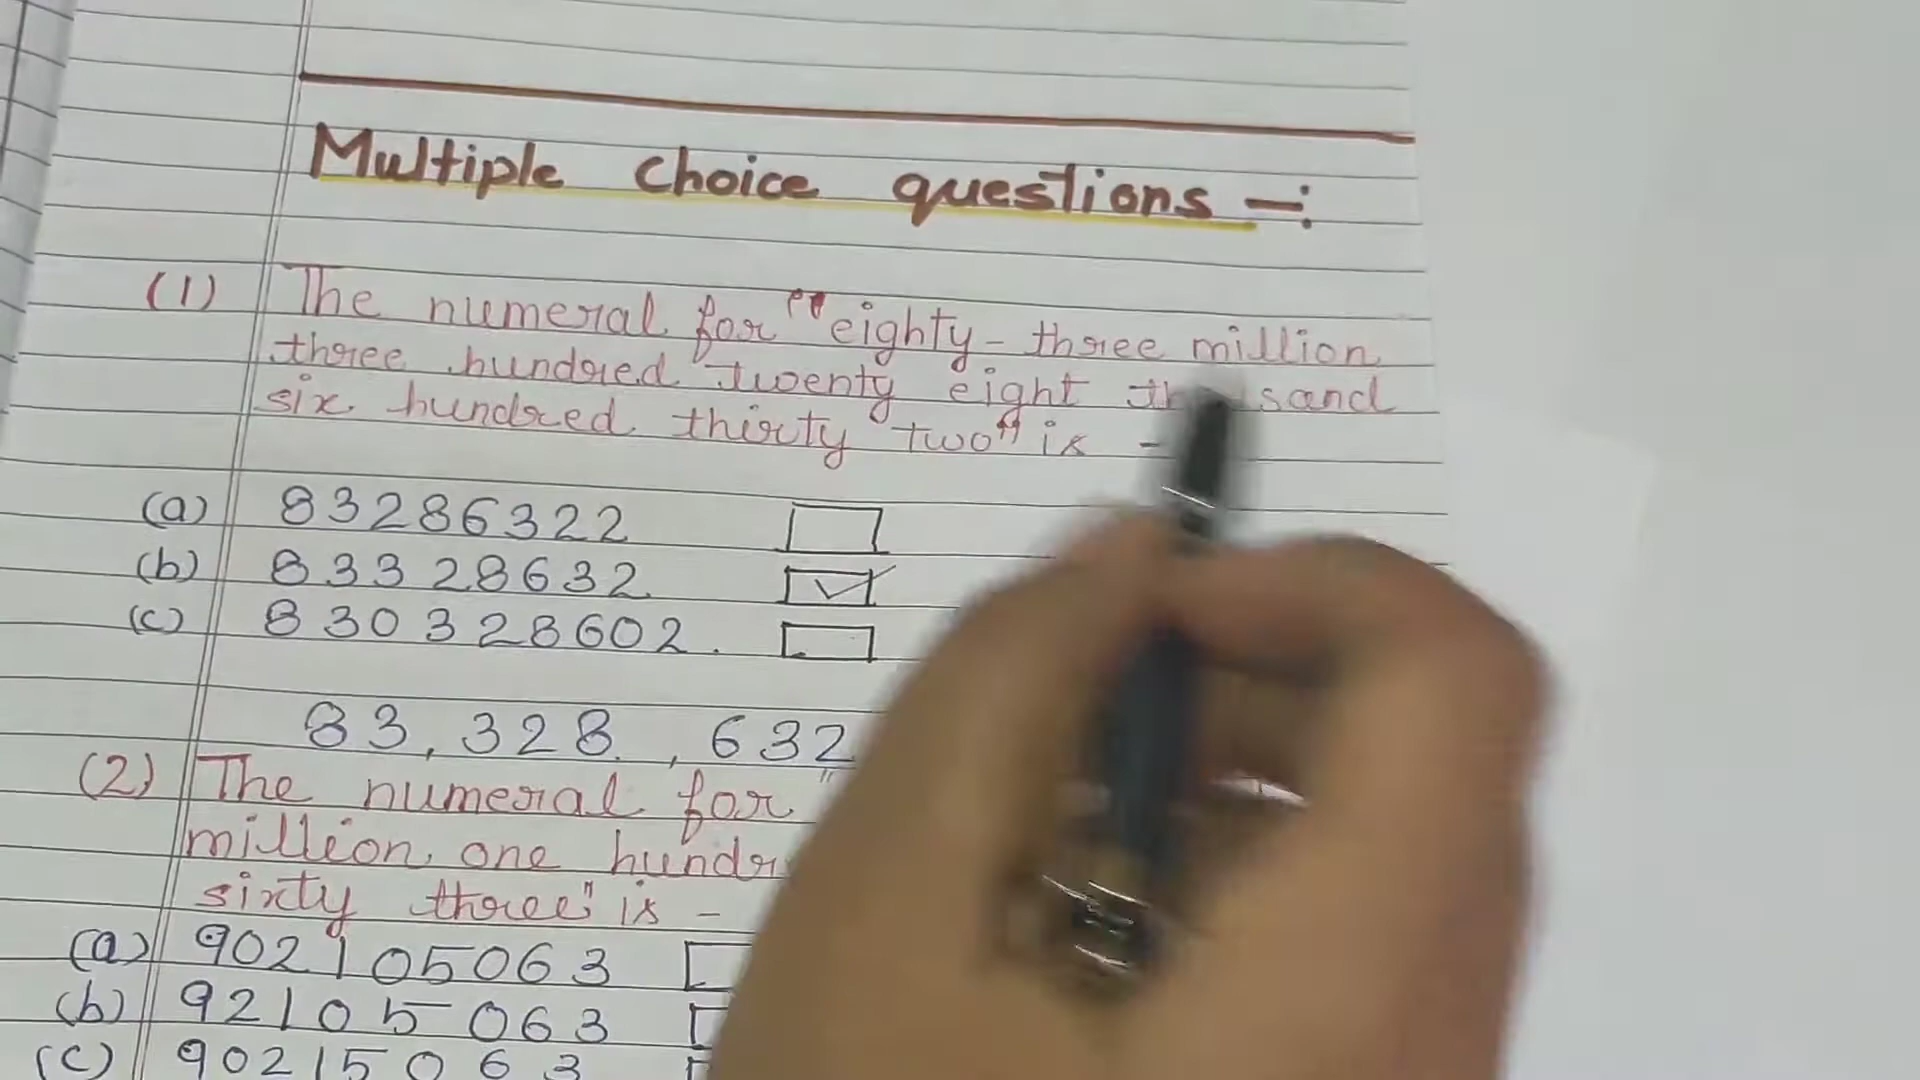 Multiple choice questions -:
(1) The numeral for "eighty-three million
three hundred twenty eight thousand
six hundred thirty two" is -
(a) 83286322
(b) 83328632
(c) 830328602.
83,328,632
(2) The numeral for "
million one
sixty three" is -
(a) 902105063
(b) 92105063
(c) 90215063